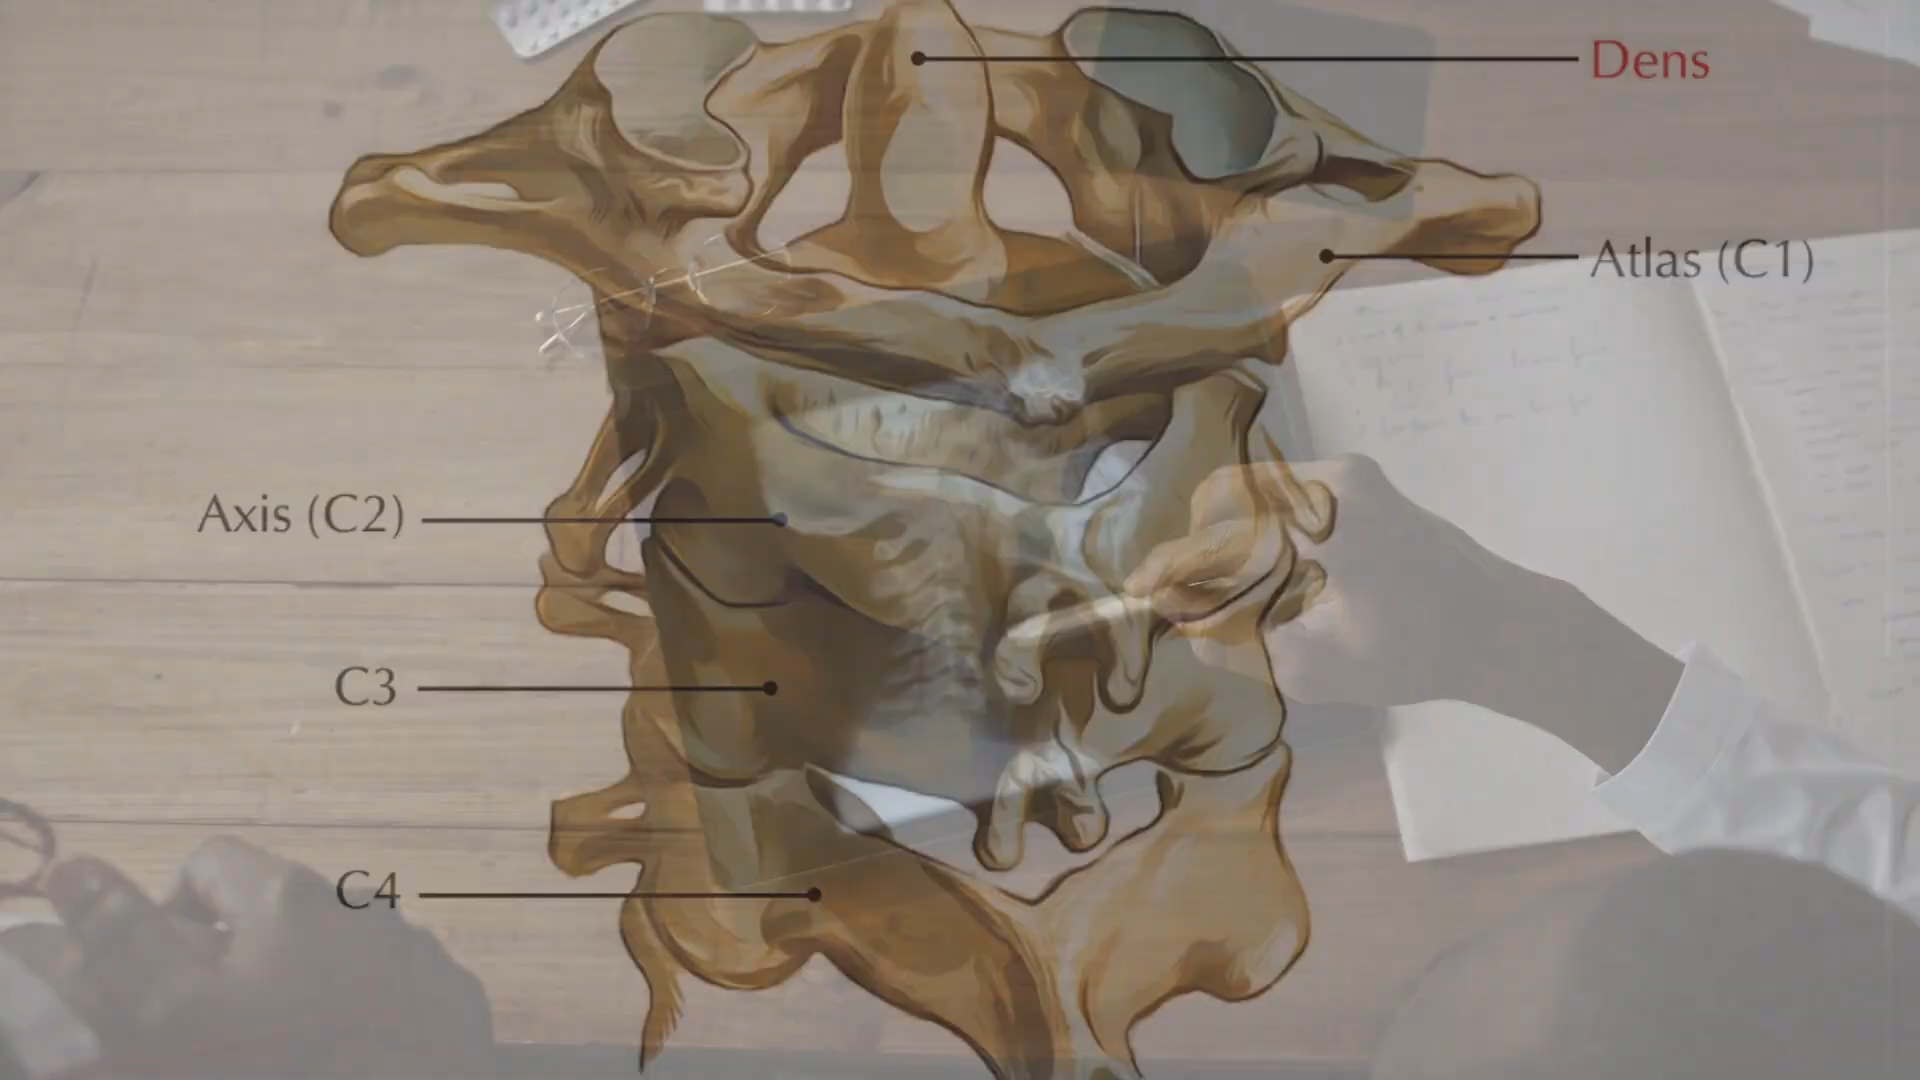 Dens
Atlas (C1)
Axis (C2)
C3
C4